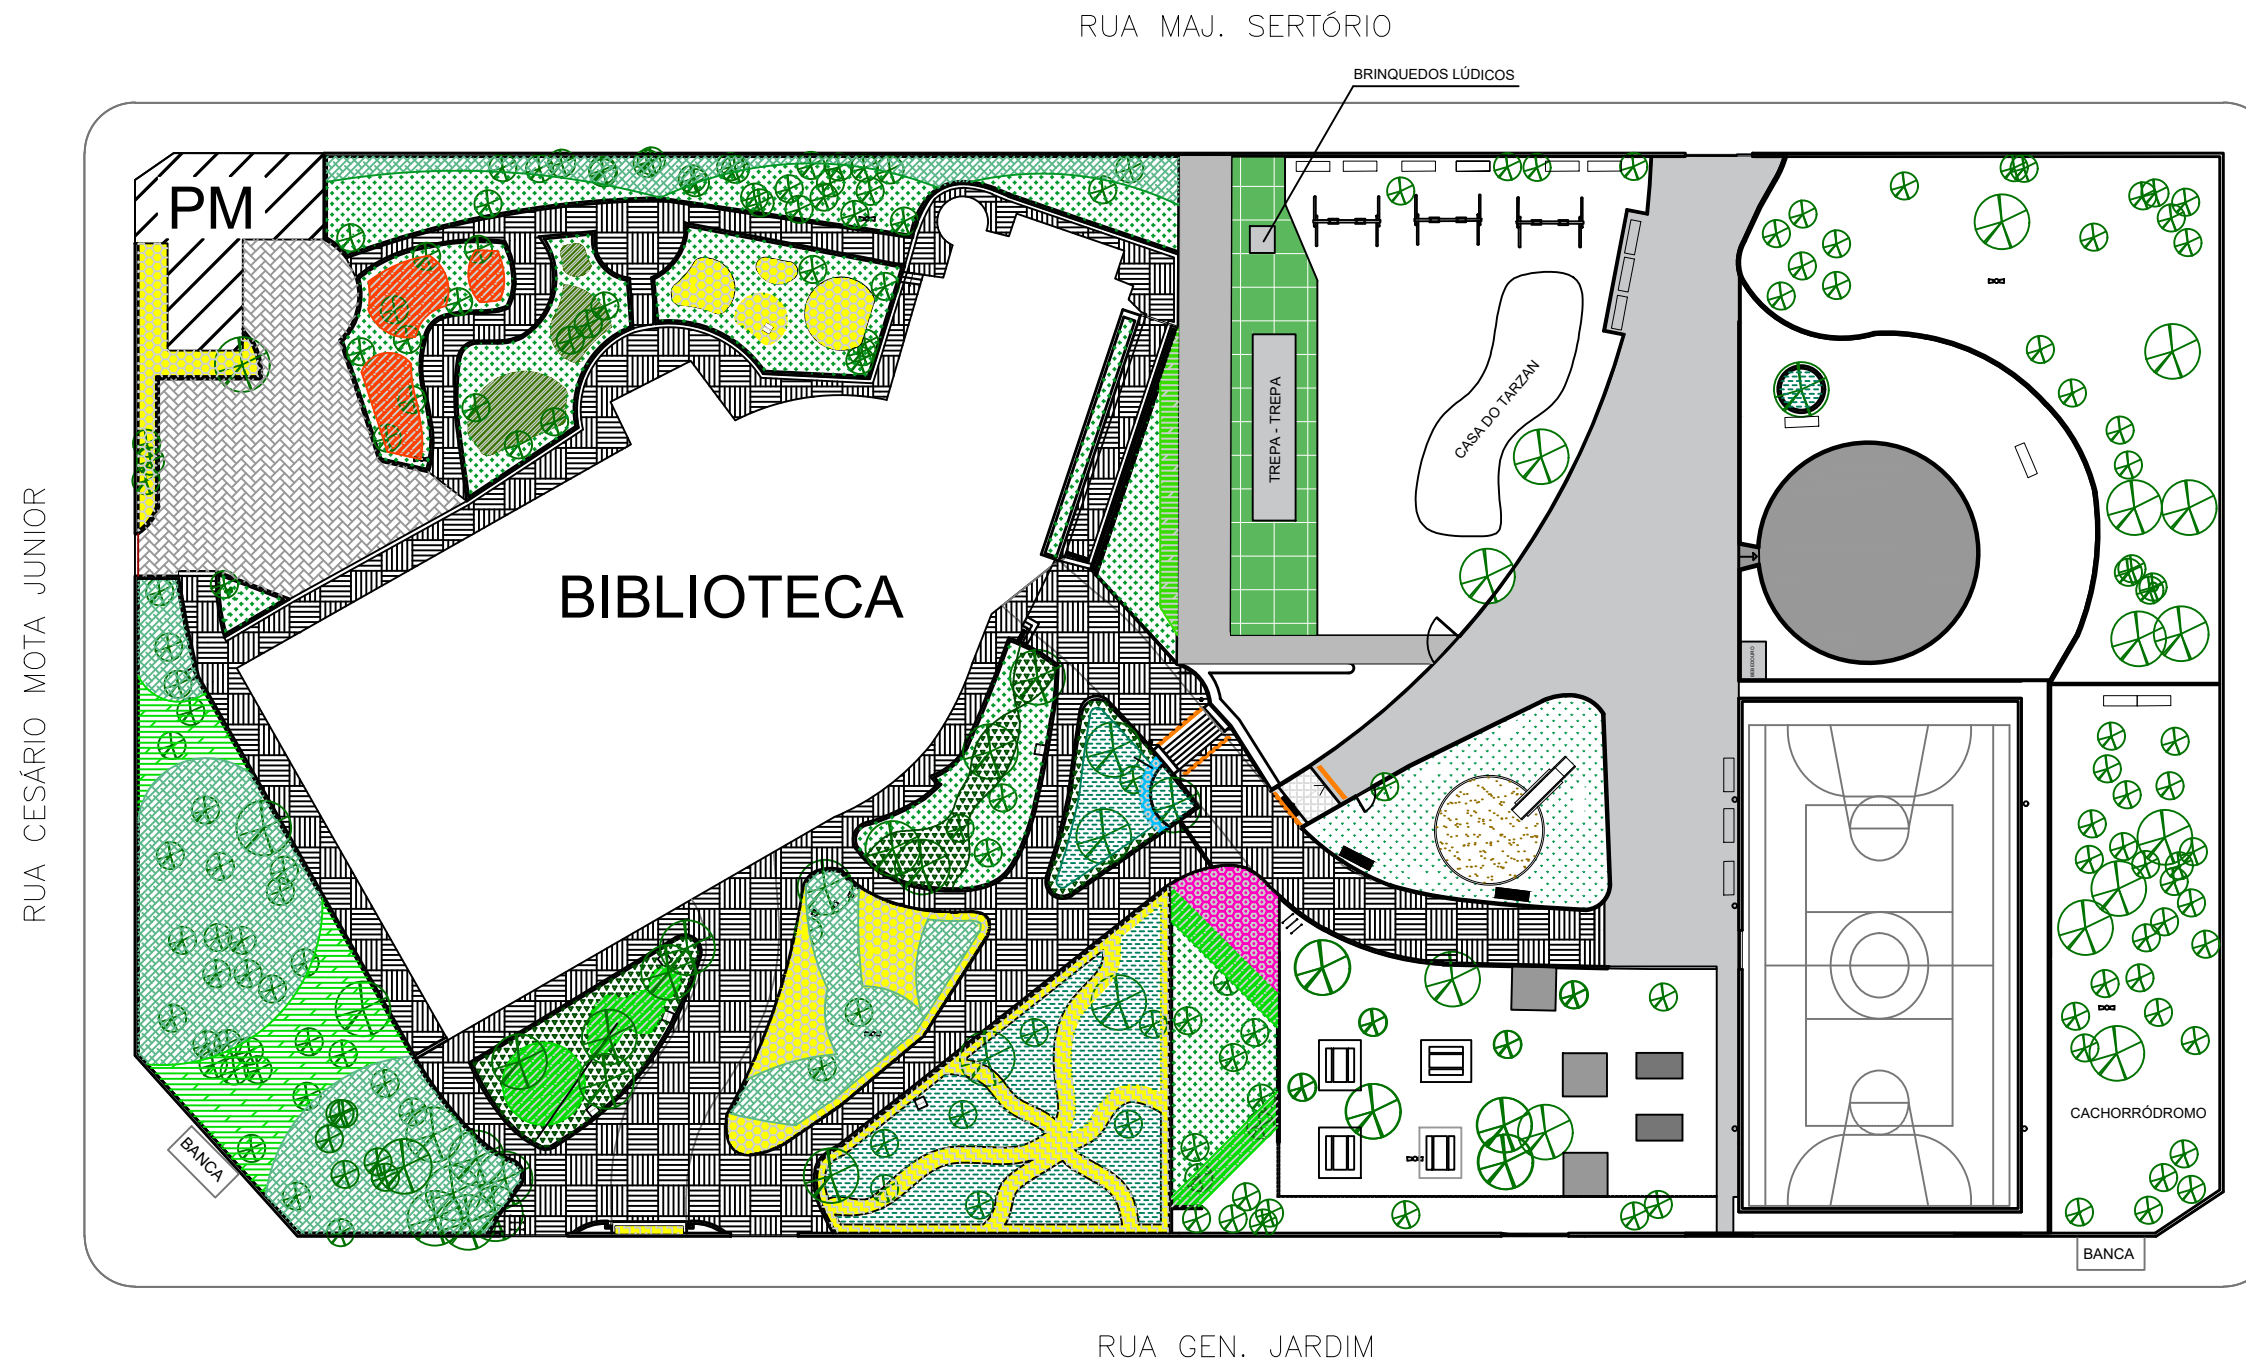 RUA MAJ. SERTÓRIO
BRINQUEDOS LÚDICOS
PM
TREPA - TREPA
CASA DO TARZAN
RUA CESÁRIO MOTA JUNIOR
BIBLIOTECA
BEBEDOURO
CACHORRÓDROMO
BANCA
BANCA
RUA GEN. JARDIM